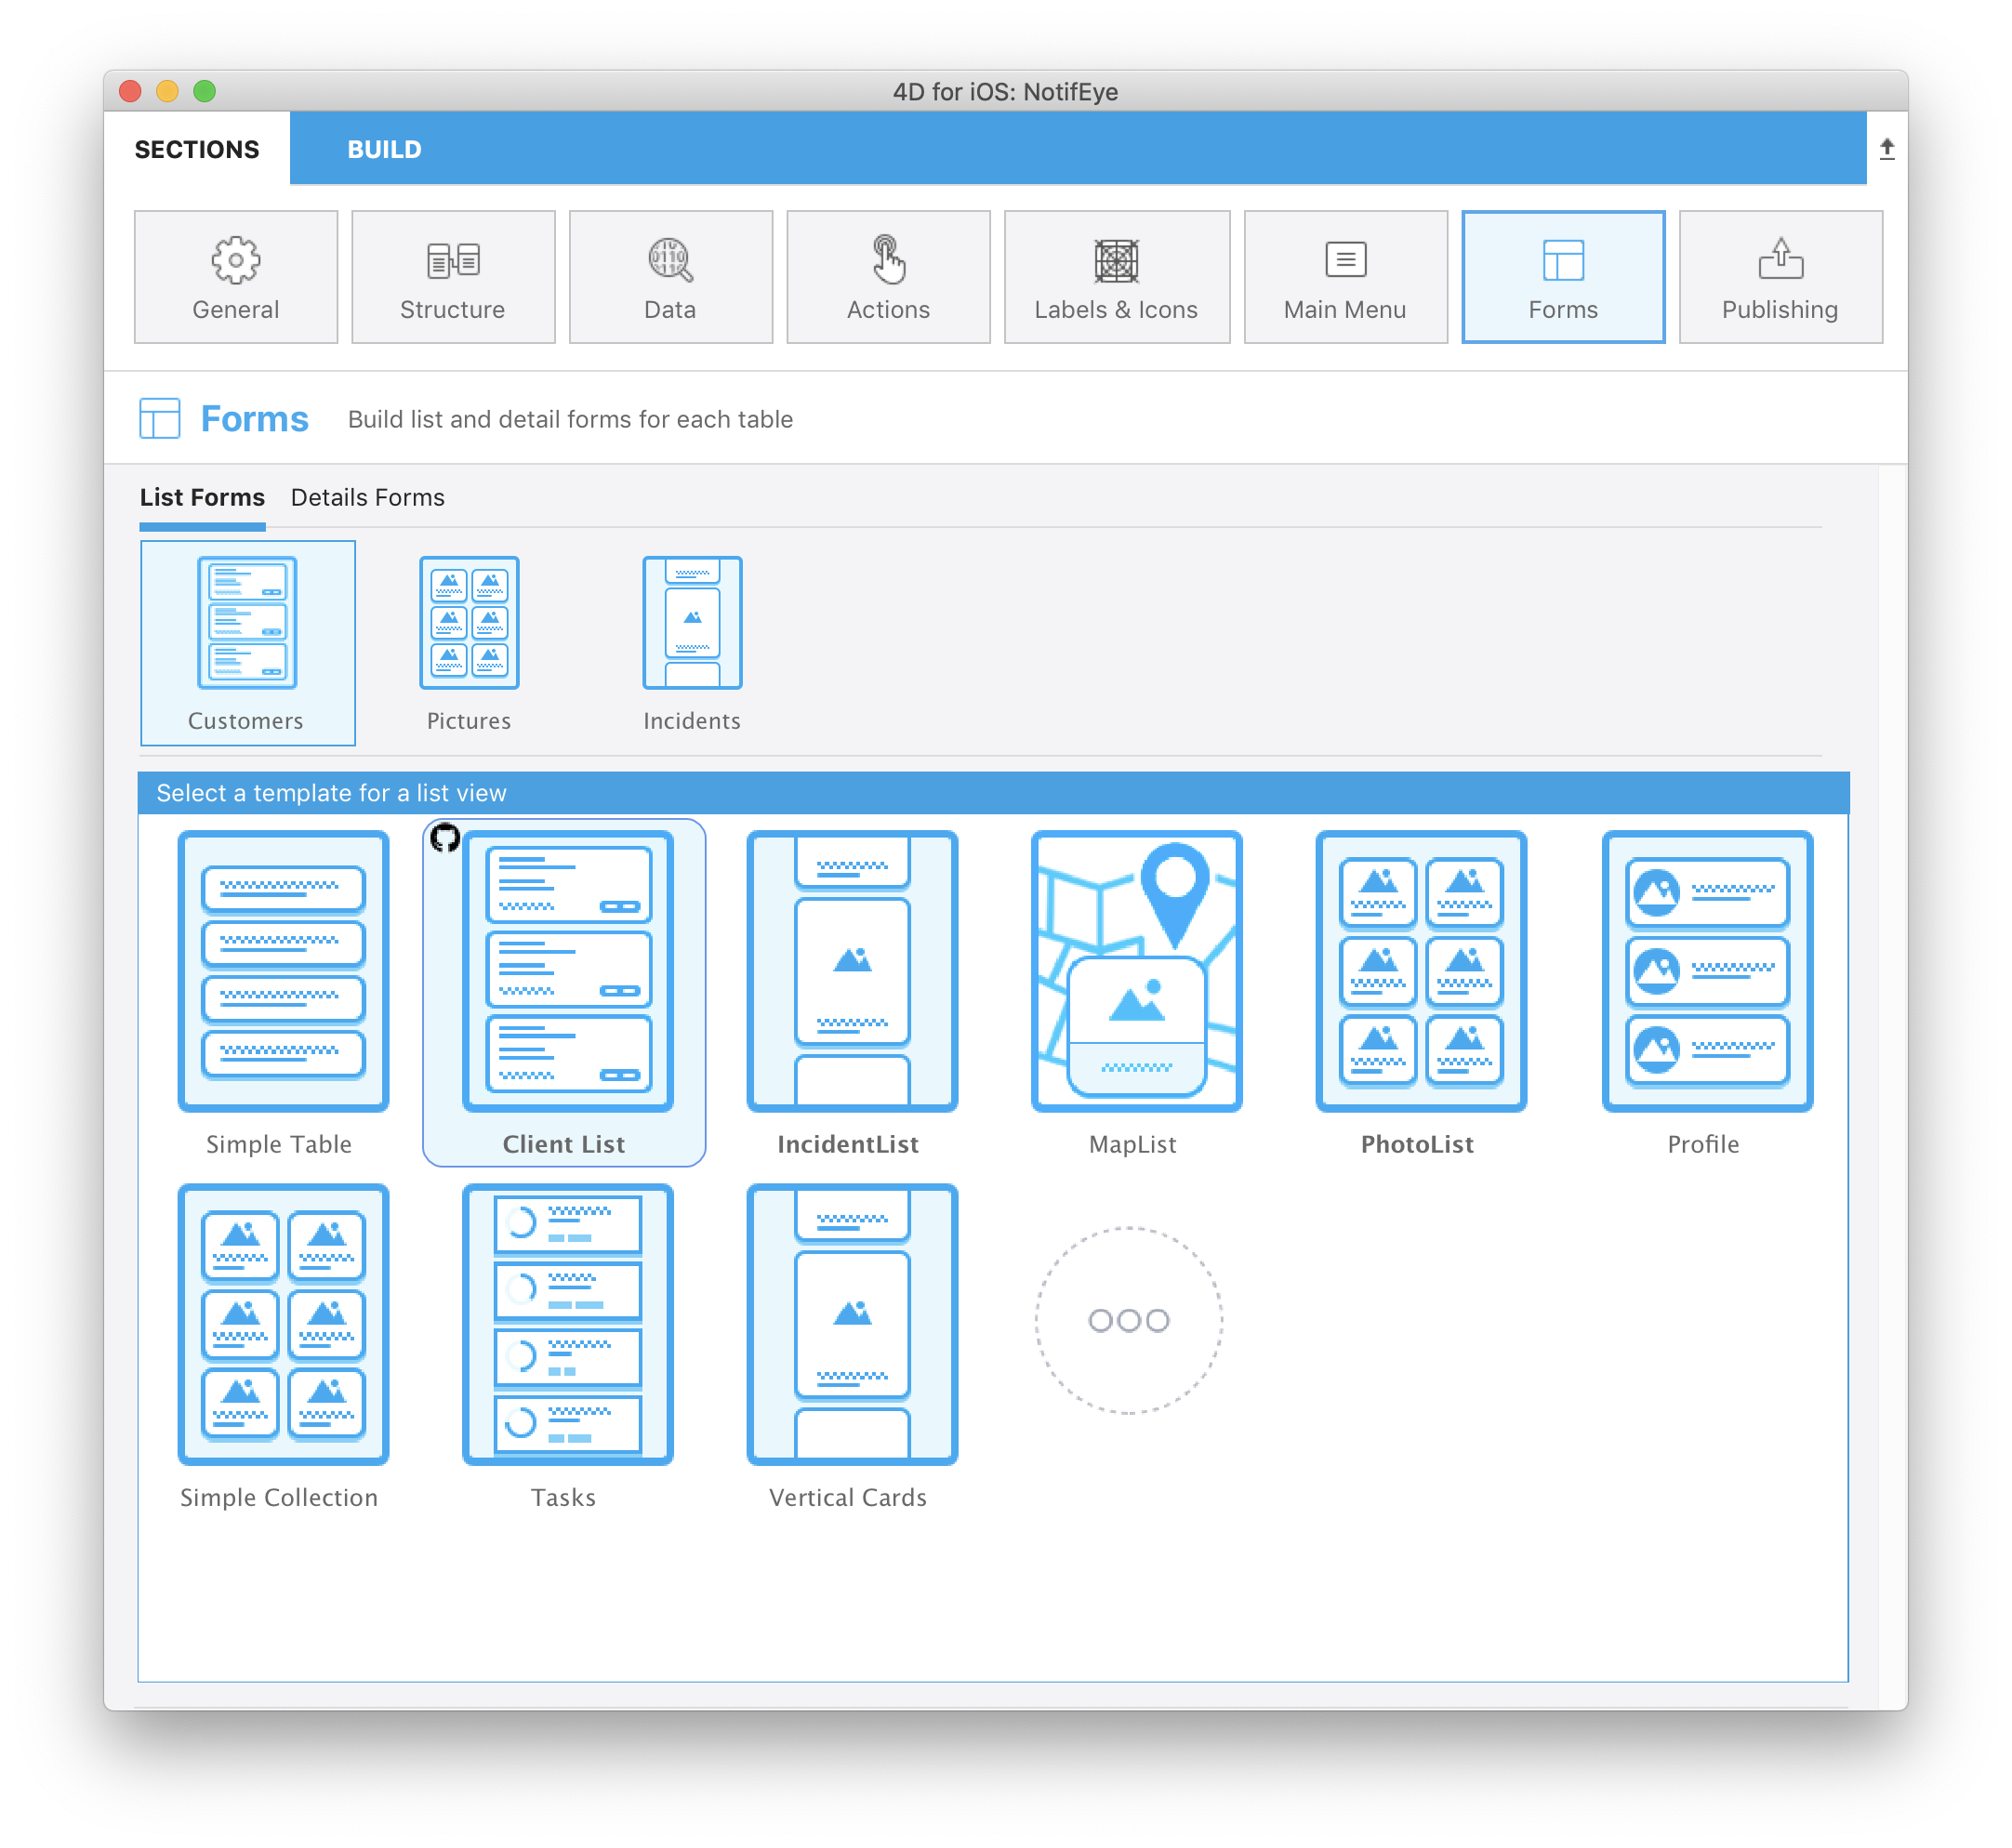 4D for iOS: NotifEye
SECTIONS BUILD
General Structure Data Actions Labels & Icons Main Menu Forms Publishing
Forms Build list and detail forms for each table
List Forms Details Forms
Customers Pictures Incidents
Select a template for a list view
Simple Table Client List IncidentList MapList PhotoList Profile
Simple Collection Tasks Vertical Cards